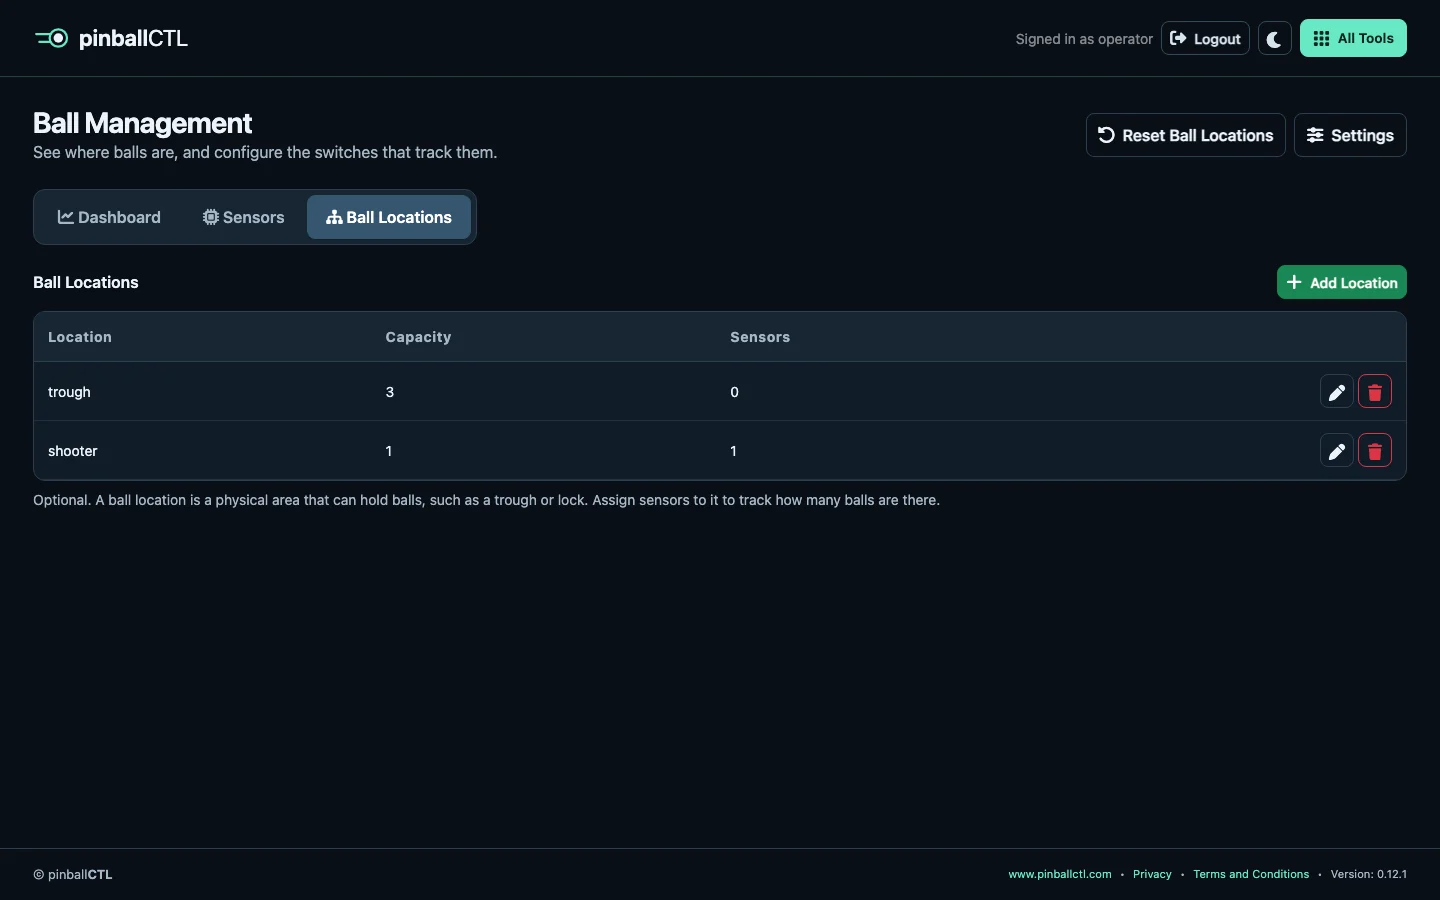 pinballCTL
Signed in as operator
Logout
All Tools
Ball Management
See where balls are, and configure the switches that track them.
Reset Ball Locations
Settings
Dashboard
Sensors
Ball Locations
Ball Locations
Add Location
Location Capacity Sensors
trough 3 0
shooter 1 1
Optional. A ball location is a physical area that can hold balls, such as a trough or lock. Assign sensors to it to track how many balls are there.
© pinballCTL
www.pinballctl.com • Privacy • Terms and Conditions • Version: 0.12.1